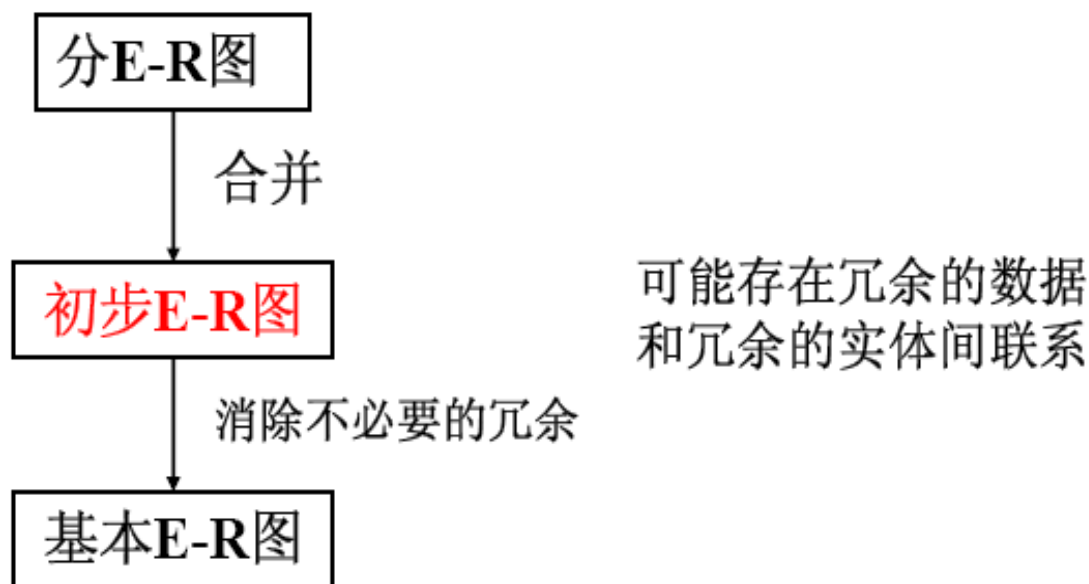 分E-R图
合并
初步E-R图
可能存在冗余的数据
和冗余的实体间联系
消除不必要的冗余
基本E-R图